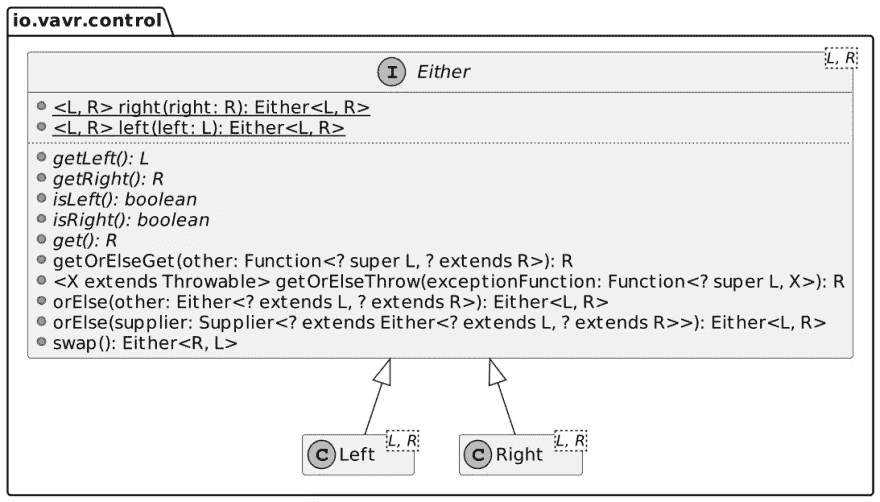 io.vavr.control
I Either
L, R
<L, R> right(right: R): Either<L, R>
<L, R> left(left: L): Either<L, R>
getLeft(): L
getRight(): R
isLeft(): boolean
isRight(): boolean
get(): R
getOrElseGet(other: Function<? super L, ? extends R>): R
<X extends Throwable> getOrElseThrow(exceptionFunction: Function<? super L, X>): R
orElse(other: Either<? extends L, ? extends R>): Either<L, R>
orElse(supplier: Supplier<? extends Either<? extends L, ? extends R>>): Either<L, R>
swap(): Either<R, L>
C Left
L, R
C Right
L, R